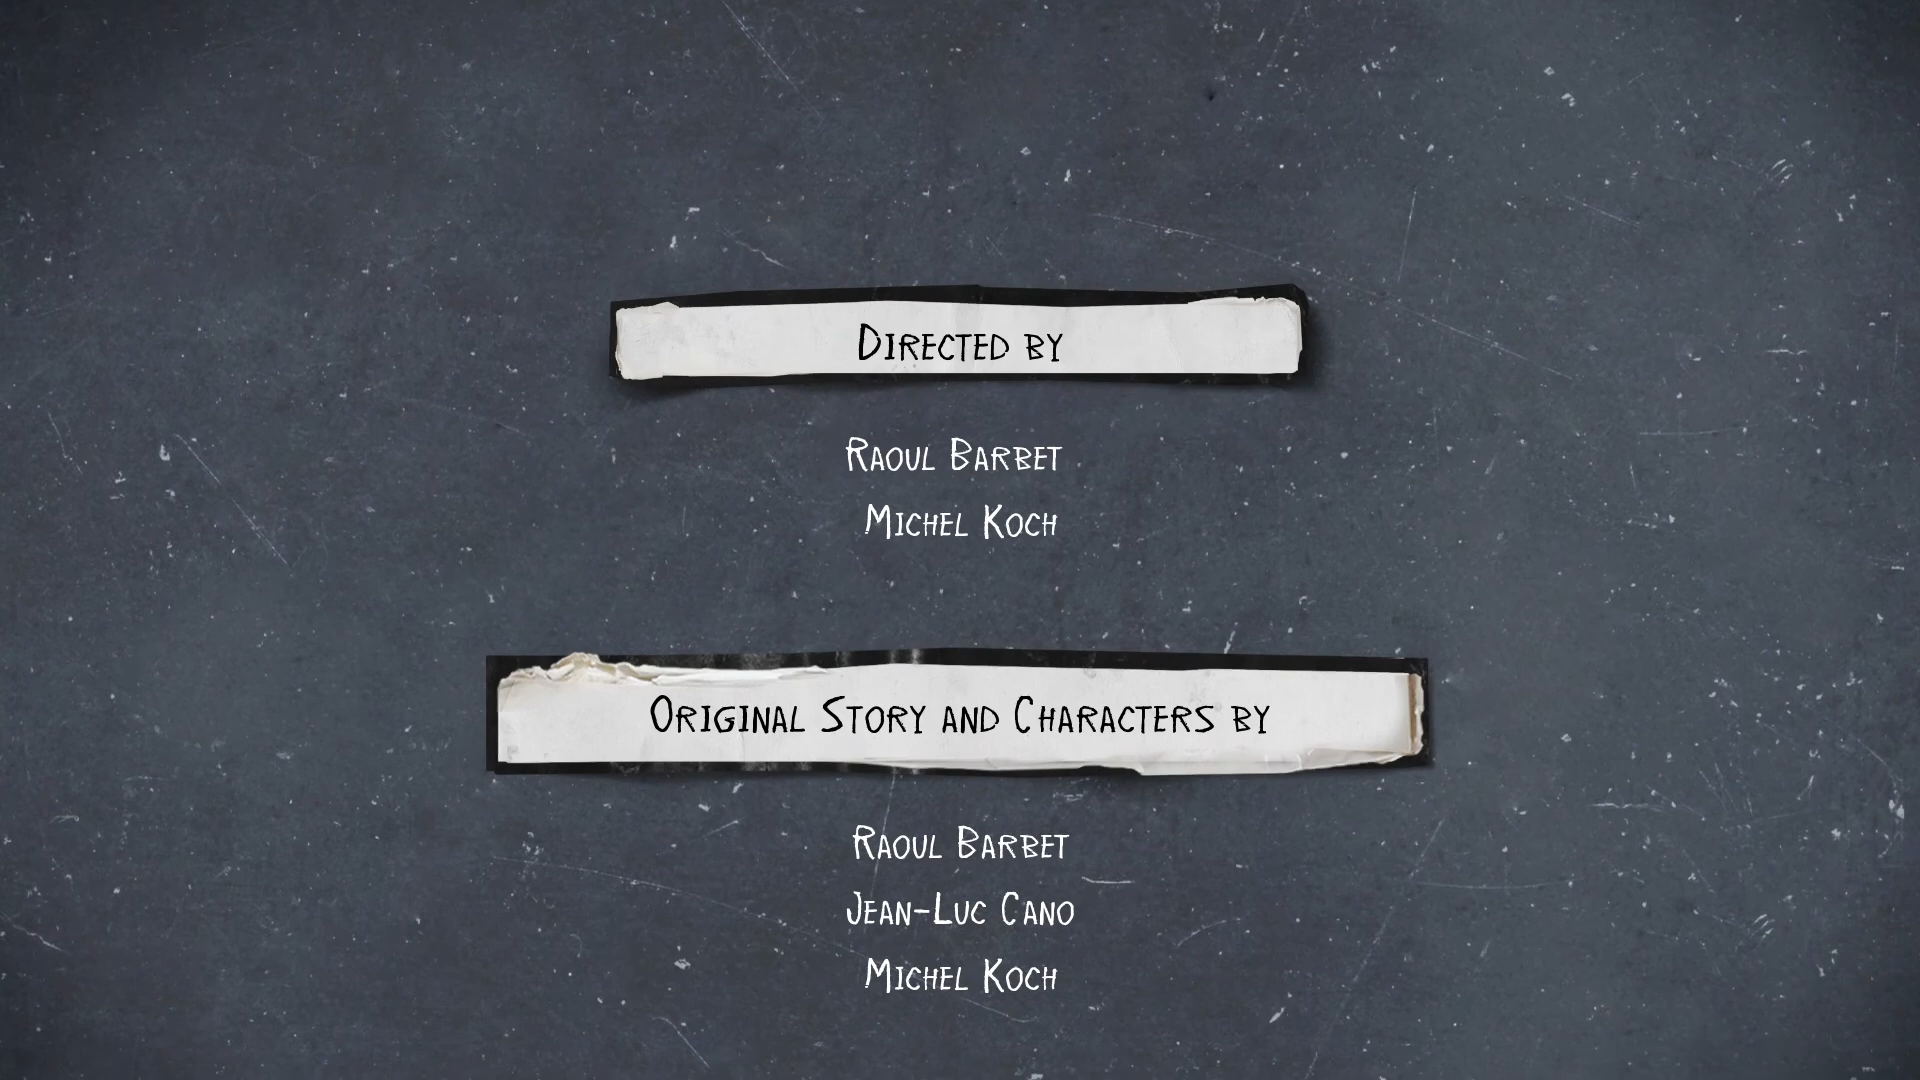 Directed by
Raoul Barbet
Michel Koch
Original Story and Characters by
Raoul Barbet
Jean-Luc Cano
Michel Koch